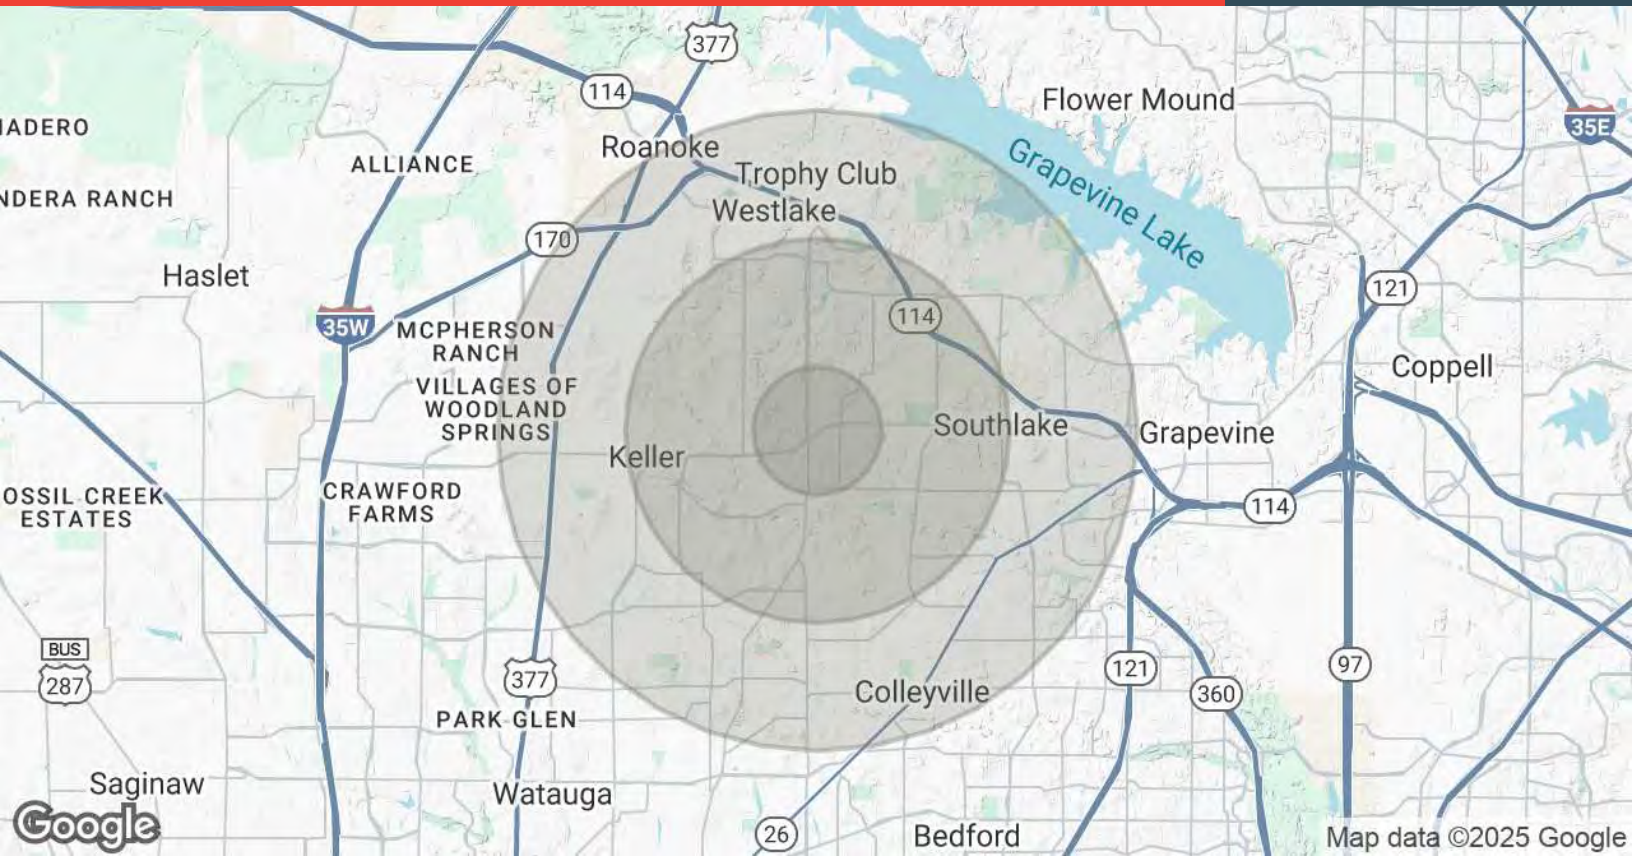 377
114
Flower Mound
35E
IADERO
Roanoke
ALLIANCE
Trophy Club
Grapevine Lake
NDERA RANCH
Westlake
170
Haslet
121
114
35W
MCPHERSON
RANCH
Coppell
VILLAGES OF
WOODLAND
SPRINGS
Southlake
Grapevine
Keller
OSSIL CREEK
ESTATES
CRAWFORD
FARMS
114
BUS
287
377
121
97
360
Colleyville
PARK GLEN
Saginaw
Watauga
Google
26
Bedford
Map data ©2025 Google